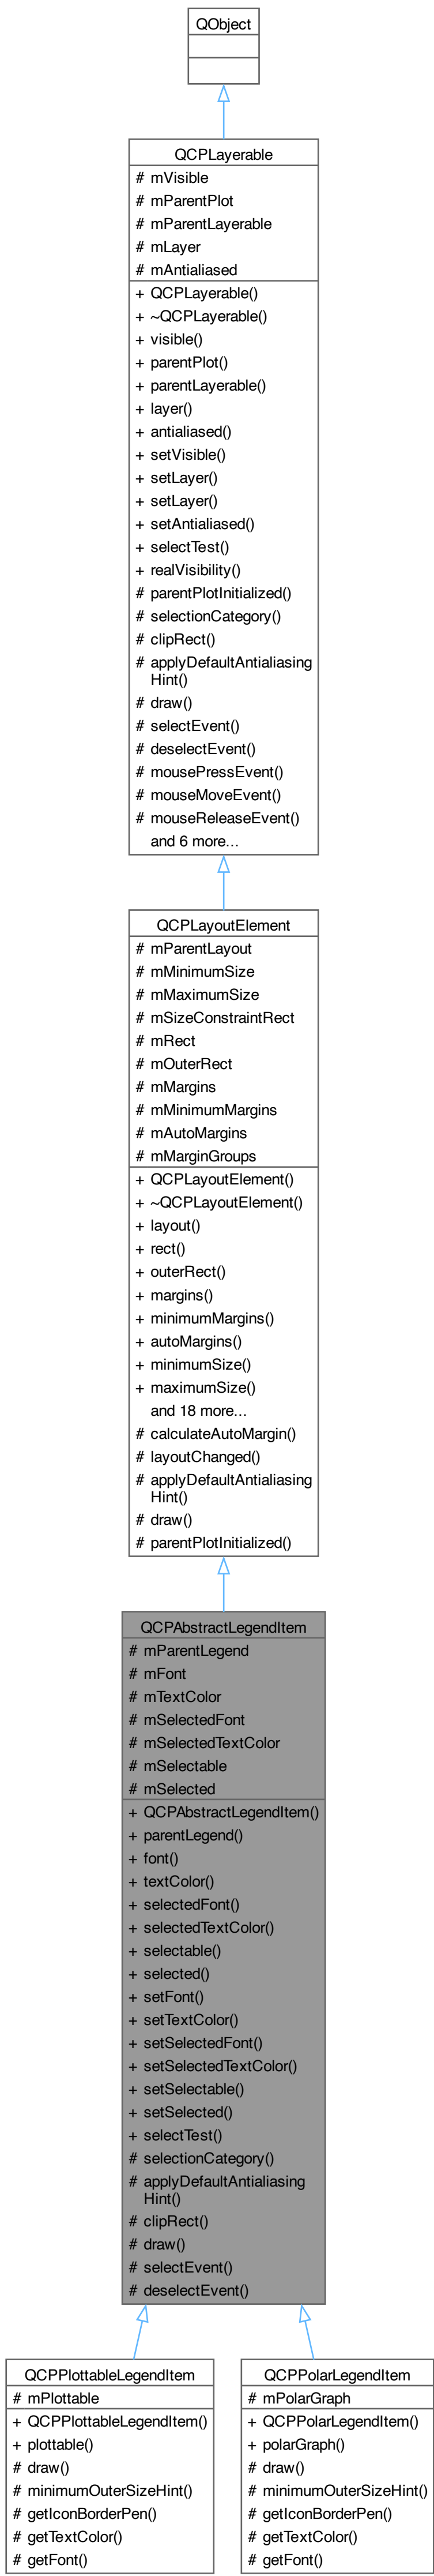 QObject
QCPLayerable
# mVisible
# mParentPlot
# mParentLayerable
# mLayer
# mAntialiased
+ QCPLayerable()
+ ~QCPLayerable()
+ visible()
+ parentPlot()
+ parentLayerable()
+ layer()
+ antialiased()
+ setVisible()
+ setLayer()
+ setLayer()
+ setAntialiased()
+ selectTest()
+ realVisibility()
# parentPlotInitialized()
# selectionCategory()
# clipRect()
# applyDefaultAntialiasing
Hint()
# draw()
# selectEvent()
# deselectEvent()
# mousePressEvent()
# mouseMoveEvent()
# mouseReleaseEvent()
and 6 more...
QCPLayoutElement
# mParentLayout
# mMinimumSize
# mMaximumSize
# mSizeConstraintRect
# mRect
# mOuterRect
# mMargins
# mMinimumMargins
# mAutoMargins
# mMarginGroups
+ QCPLayoutElement()
+ ~QCPLayoutElement()
+ layout()
+ rect()
+ outerRect()
+ margins()
+ minimumMargins()
+ autoMargins()
+ minimumSize()
+ maximumSize()
and 18 more...
# calculateAutoMargin()
# layoutChanged()
# applyDefaultAntialiasing
Hint()
# draw()
# parentPlotInitialized()
QCPAbstractLegendItem
# mParentLegend
# mFont
# mTextColor
# mSelectedFont
# mSelectedTextColor
# mSelectable
# mSelected
+ QCPAbstractLegendItem()
+ parentLegend()
+ font()
+ textColor()
+ selectedFont()
+ selectedTextColor()
+ selectable()
+ selected()
+ setFont()
+ setTextColor()
+ setSelectedFont()
+ setSelectedTextColor()
+ setSelectable()
+ setSelected()
+ selectTest()
# selectionCategory()
# applyDefaultAntialiasing
Hint()
# clipRect()
# draw()
# selectEvent()
# deselectEvent()
QCPPlottableLegendItem
# mPlottable
+ QCPPlottableLegendItem()
+ plottable()
# draw()
# minimumOuterSizeHint()
# getIconBorderPen()
# getTextColor()
# getFont()
QCPPolarLegendItem
# mPolarGraph
+ QCPPolarLegendItem()
+ polarGraph()
# draw()
# minimumOuterSizeHint()
# getIconBorderPen()
# getTextColor()
# getFont()